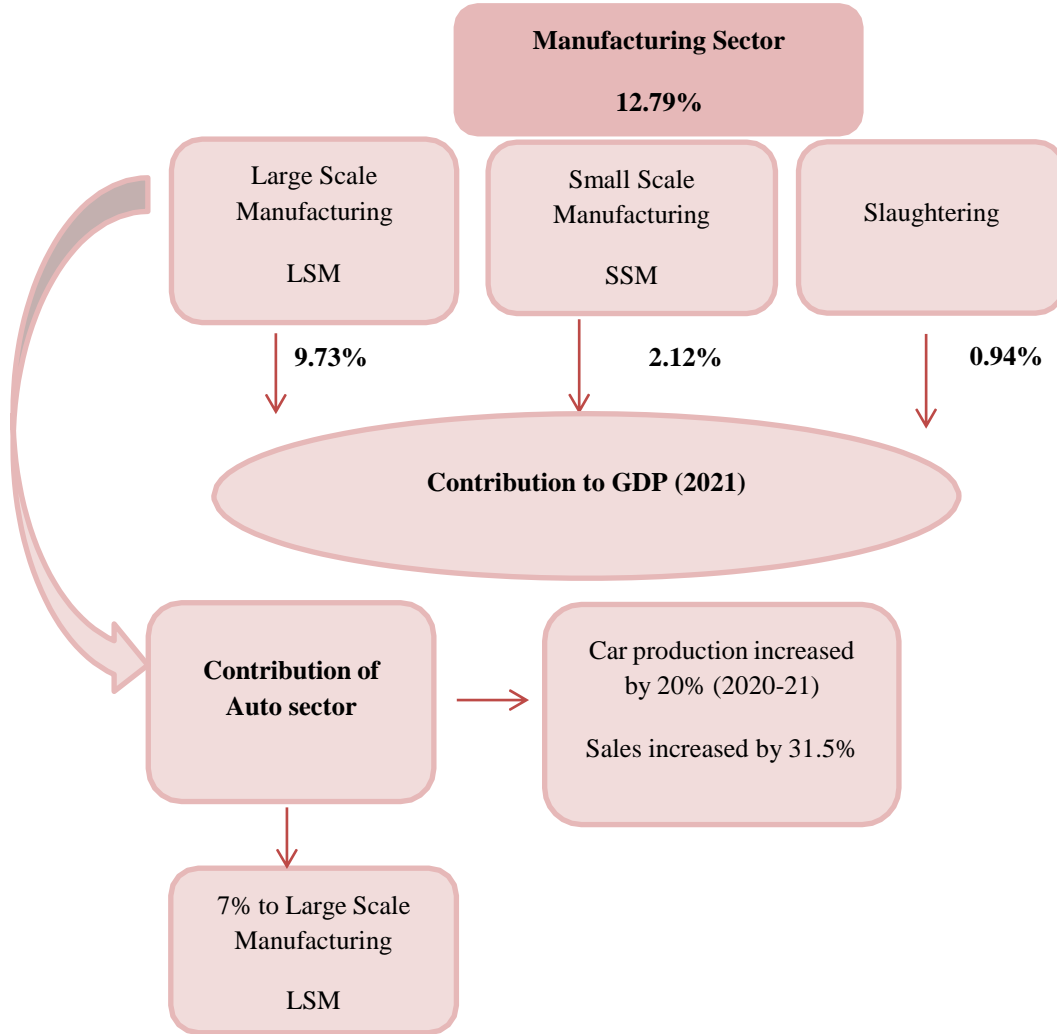 Manufacturing Sector
12.79%
Large Scale
Manufacturing
LSM
Small Scale
Manufacturing
SSM
Slaughtering
9.73%
2.12%
0.94%
Contribution to GDP (2021)
Contribution of
Auto sector
Car production increased
by 20% (2020-21)
Sales increased by 31.5%
7% to Large Scale
Manufacturing
LSM